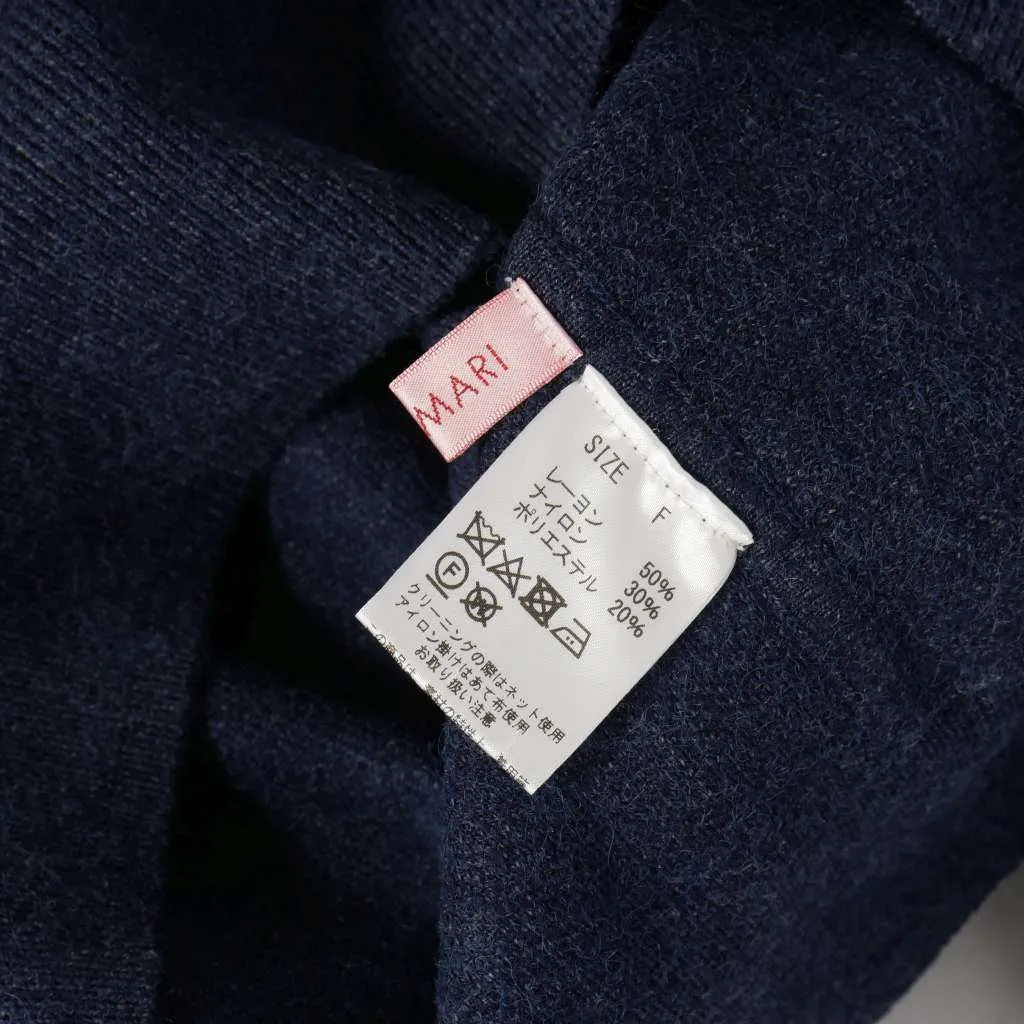 MARI
SIZE F
レーヨン 50%
ナイロン 30%
ポリエステル 20%
F
クリーニングの際はネット使用
アイロン掛けはあて布使用
お取り扱い注意